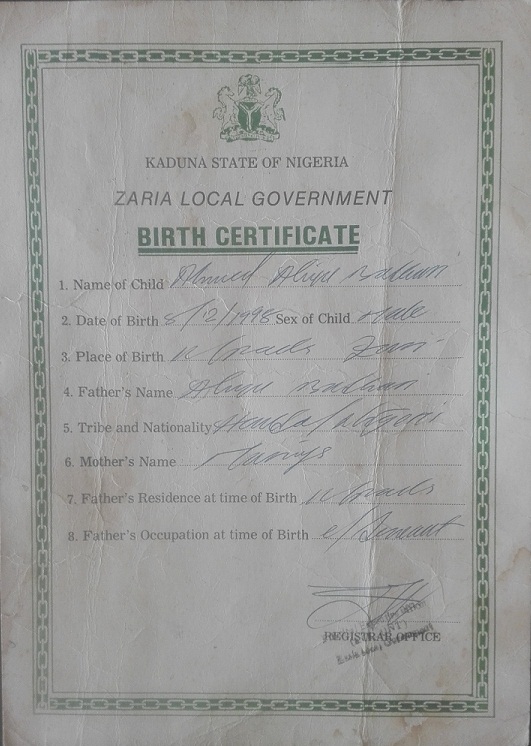 KADUNA STATE OF NIGERIA
ZARIA LOCAL GOVERNMENT
BIRTH CERTIFICATE
1. Name of Child Ahmed Aliyu
2. Date of Birth 8/12/1998 Sex of Child Male
3. Place of Birth
4. Father's Name Aliyu
5. Tribe and Nationality Hausa/Nigeria
6. Mother's Name
7. Father's Residence at time of Birth
8. Father's Occupation at time of Birth c/Servant
REGISTRAR OFFICE